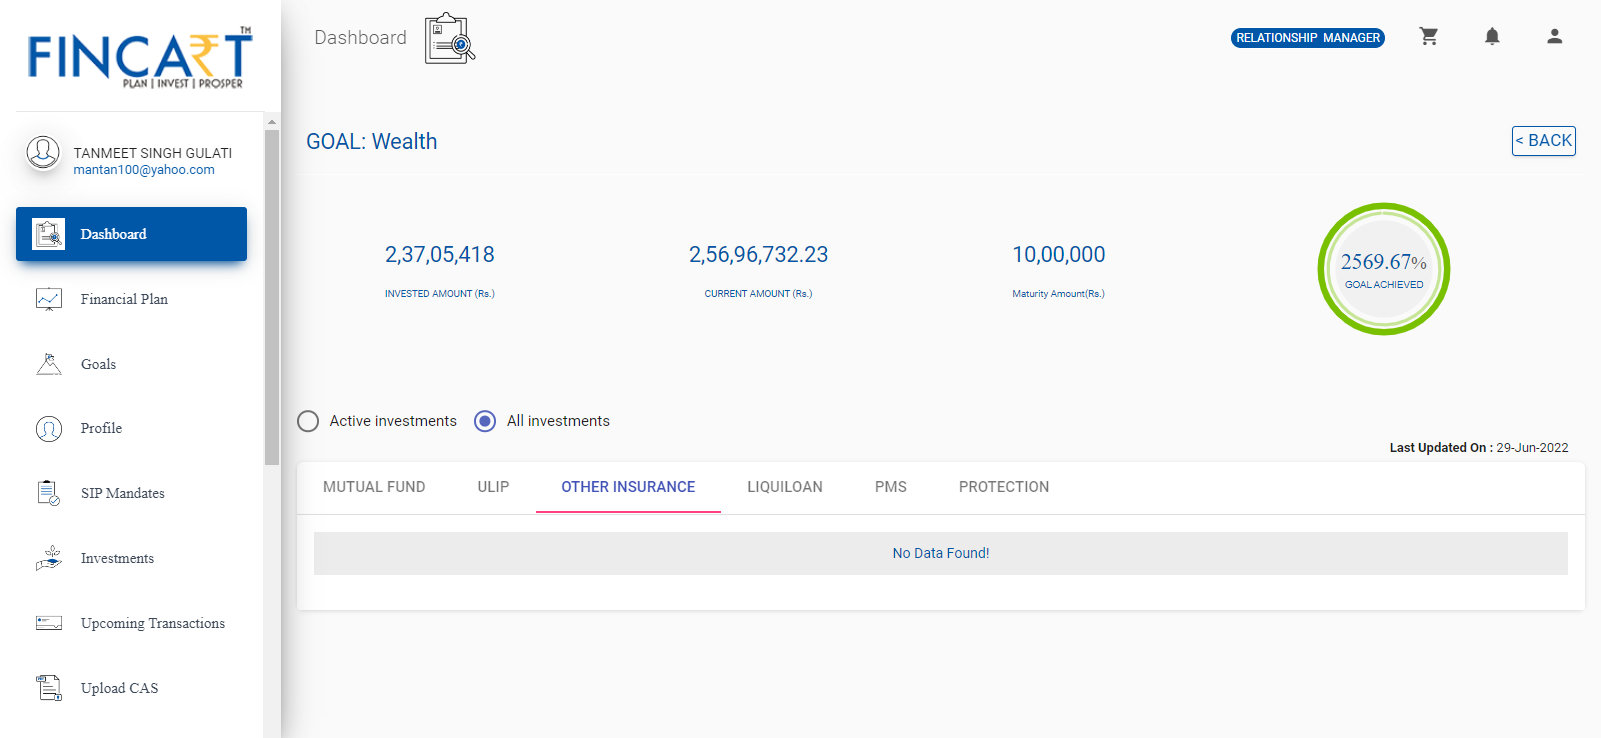 FINCART™
PLAN | INVEST | PROSPER
Dashboard
RELATIONSHIP MANAGER
TANMEET SINGH GULATI
mantan100@yahoo.com
Dashboard
Financial Plan
Goals
Profile
SIP Mandates
Investments
Upcoming Transactions
Upload CAS
GOAL: Wealth
< BACK
2,37,05,418
INVESTED AMOUNT (Rs.)
2,56,96,732.23
CURRENT AMOUNT (Rs.)
10,00,000
Maturity Amount(Rs.)
2569.67%
GOAL ACHIEVED
Active investments
All investments
Last Updated On : 29-Jun-2022
MUTUAL FUND ULIP OTHER INSURANCE LIQUILOAN PMS PROTECTION
No Data Found!